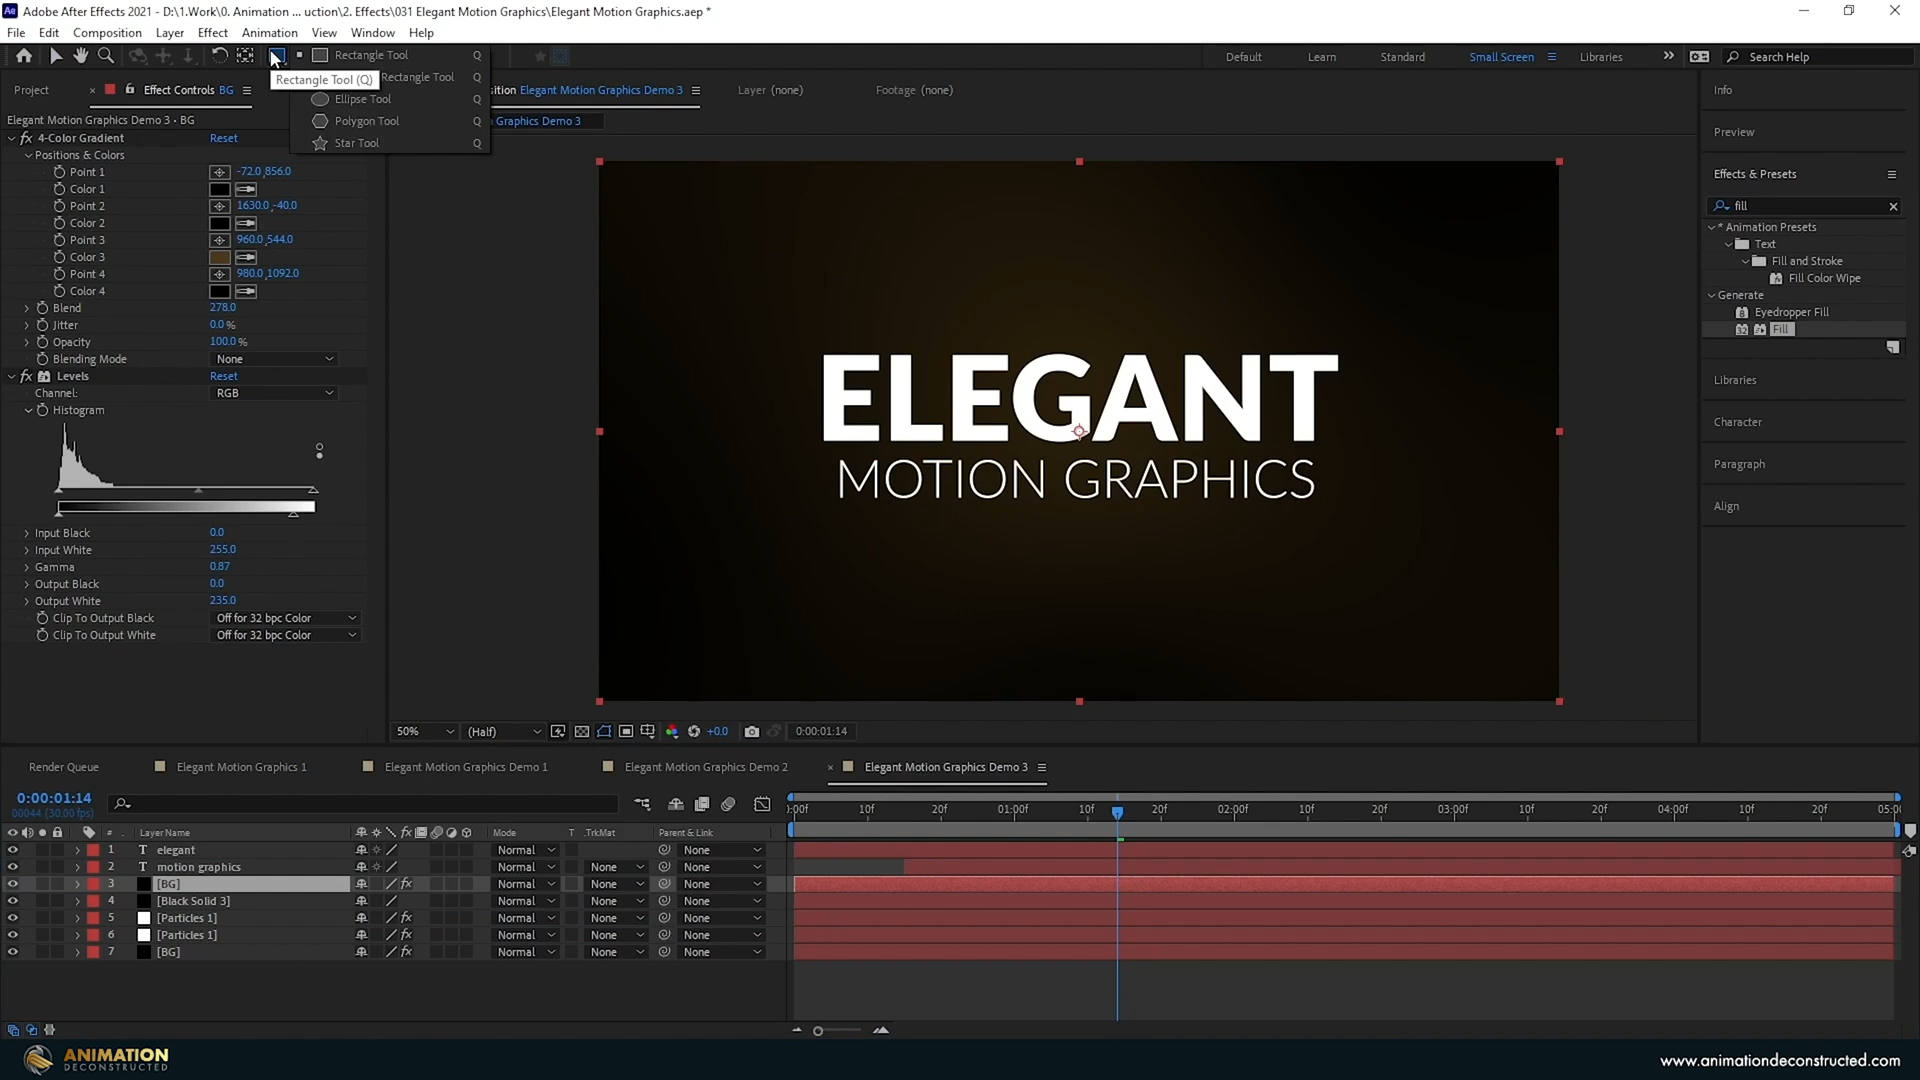 Adobe After Effects 2021 - D:\1.Work\0. Animation ... uction\2. Effects\031 Elegant Motion Graphics\Elegant Motion Graphics.aep *
File Edit Composition Layer Effect Animation View Window Help
Rectangle Tool Q
Rectangle Tool (Q)
Rectangle Tool Q
Ellipse Tool Q
Polygon Tool Q
Star Tool Q
Default Learn Standard Small Screen Libraries Search Help
Project Effect Controls BG
Elegant Motion Graphics Demo 3 • BG
fx 4-Color Gradient Reset
Positions & Colors
Point 1 -72.0,856.0
Color 1
Point 2 1630.0,-40.0
Color 2
Point 3 960.0,544.0
Color 3
Point 4 980.0,1092.0
Color 4
Blend 278.0
Jitter 0.0 %
Opacity 100.0 %
Blending Mode None
fx Levels Reset
Channel: RGB
Histogram
Input Black 0.0
Input White 255.0
Gamma 0.87
Output Black 0.0
Output White 235.0
Clip To Output Black Off for 32 bpc Color
Clip To Output White Off for 32 bpc Color
sition Elegant Motion Graphics Demo 3 Layer (none) Footage (none)
Graphics Demo 3
ELEGANT
MOTION GRAPHICS
50% (Half) +0.0 0:00:01:14
Info
Preview
Effects & Presets
fill
* Animation Presets
Text
Fill and Stroke
Fill Color Wipe
Generate
Eyedropper Fill
32 Fill
Libraries
Character
Paragraph
Align
Render Queue Elegant Motion Graphics 1 Elegant Motion Graphics Demo 1 Elegant Motion Graphics Demo 2 Elegant Motion Graphics Demo 3
0:00:01:14
00044 (30.00 fps)
:00f 10f 20f 01:00f 10f 20f 02:00f 10f 20f 03:00f 10f 20f 04:00f 10f 20f 05:00
# Layer Name fx Mode T .TrkMat Parent & Link
1 T elegant Normal None
2 T motion graphics Normal None None
3 [BG] fx Normal None None
4 [Black Solid 3] Normal None None
5 [Particles 1] fx Normal None None
6 [Particles 1] fx Normal None None
7 [BG] fx Normal None None
ANIMATION
DECONSTRUCTED
www.animationdeconstructed.com